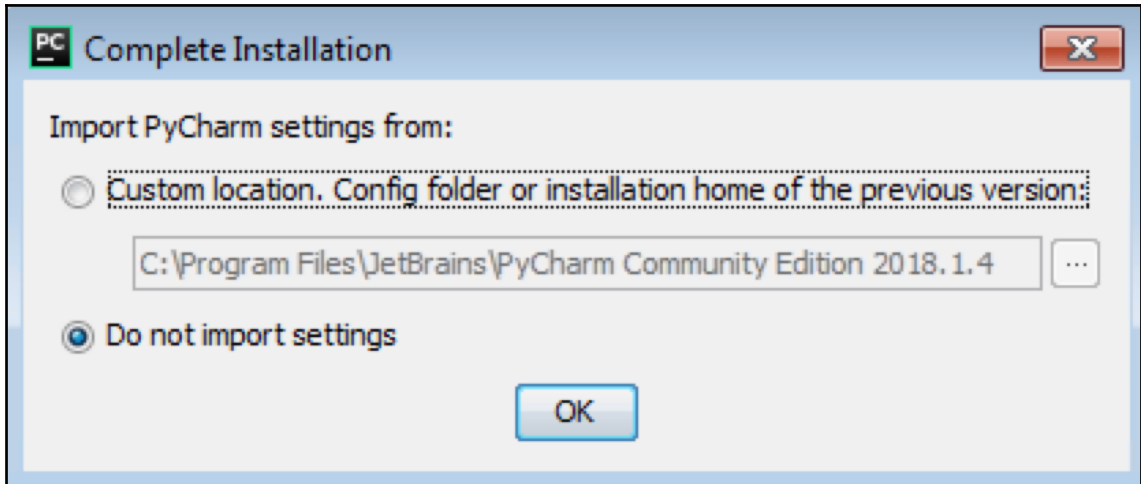 PC
Complete Installation
Import PyCharm settings from:
Custom location. Config folder or installation home of the previous version:
C:\Program Files\JetBrains\PyCharm Community Edition 2018.1.4
...
Do not import settings
OK